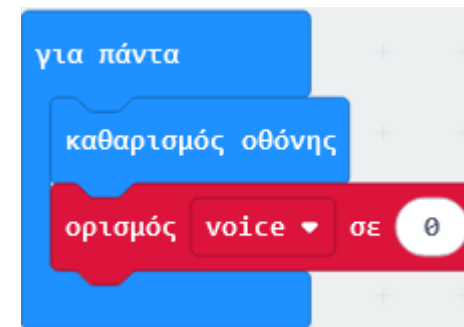 για πάντα
καθαρισμός οθόνης
ορισμός voice σε 0